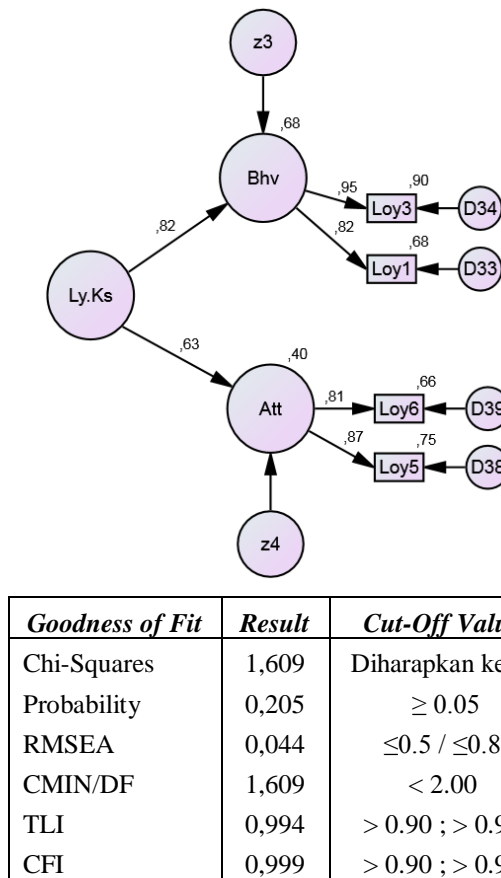 z3
,68
Bhv
,95
,90
Loy3
D34
,82
,82
,68
Loy1
D33
Ly.Ks
,63
,40
Att
,81
,66
Loy6
D39
,87
,75
Loy5
D38
z4
Goodness of Fit Result Cut-Off Valu
Chi-Squares 1,609 Diharapkan ke
Probability 0,205 ≥ 0.05
RMSEA 0,044 ≤0.5 / ≤0.8
CMIN/DF 1,609 < 2.00
TLI 0,994 > 0.90 ; > 0.9
CFI 0,999 > 0.90 ; > 0.9